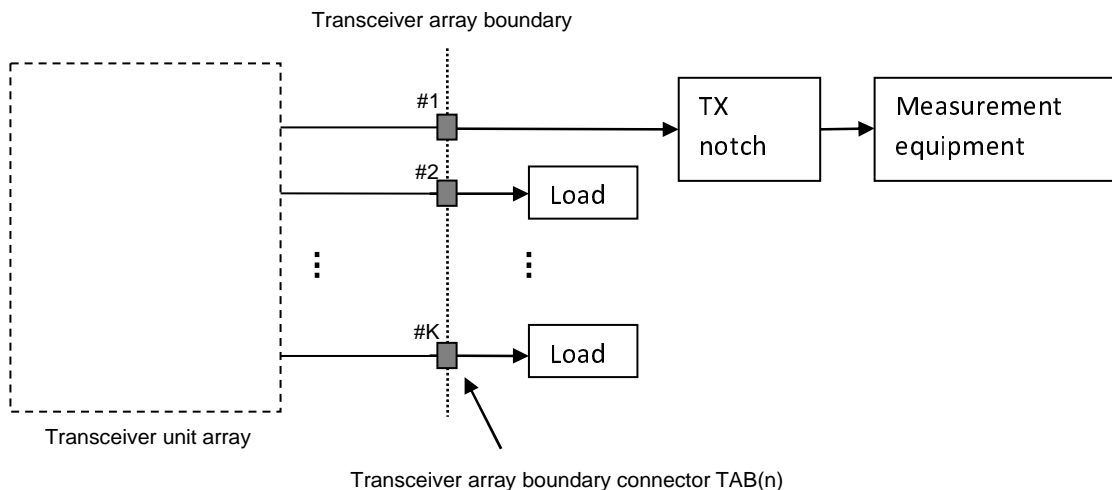 Transceiver array boundary
#1
TX
notch
Measurement
equipment
#2
Load
#K
Load
Transceiver unit array
Transceiver array boundary connector TAB(n)